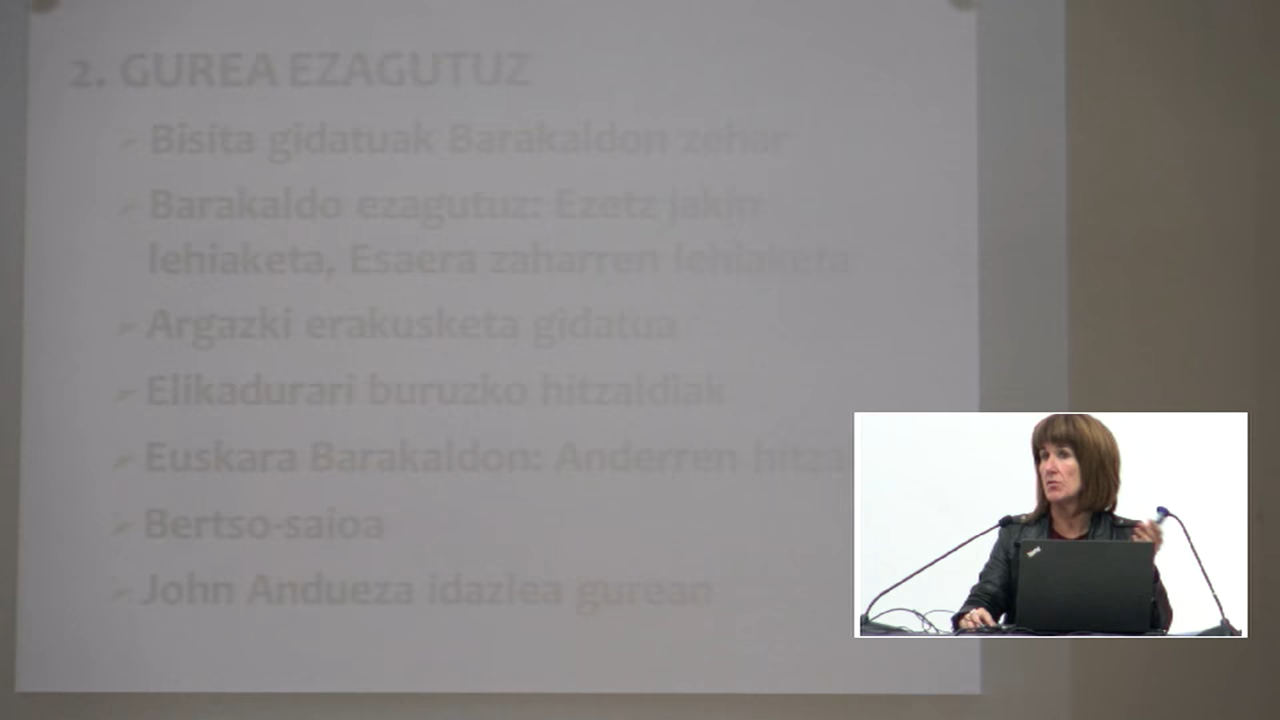 2. GUREA EZAGUTUZ
➢ Bisita gidatuak Barakaldon zehar
➢ Barakaldo ezagutuz: Ezetz jakin
lehiaketa, Esaera zaharren lehiaketa
➢ Argazki erakusketa gidatua
➢ Elikadurari buruzko hitzaldiak
➢ Euskara Barakaldon: Anderren
➢ Bertso-saioa
➢ John Andueza idazlea gurean